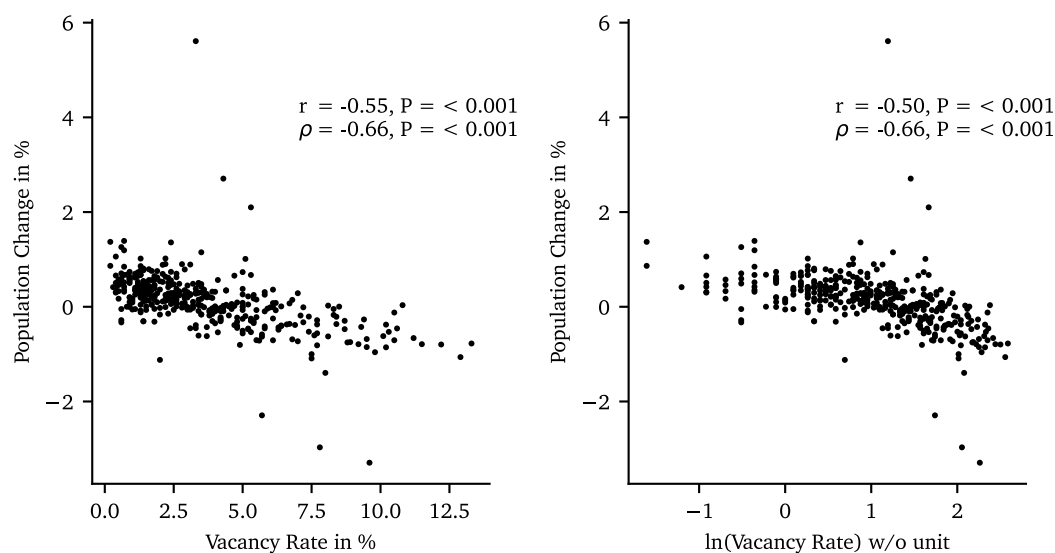 6
4
2
0
−2
Population Change in %
r = -0.55, P = < 0.001
ρ = -0.66, P = < 0.001
0.0 2.5 5.0 7.5 10.0 12.5
Vacancy Rate in %
6
4
2
0
−2
Population Change in %
r = -0.50, P = < 0.001
ρ = -0.66, P = < 0.001
−1 0 1 2
ln(Vacancy Rate) w/o unit